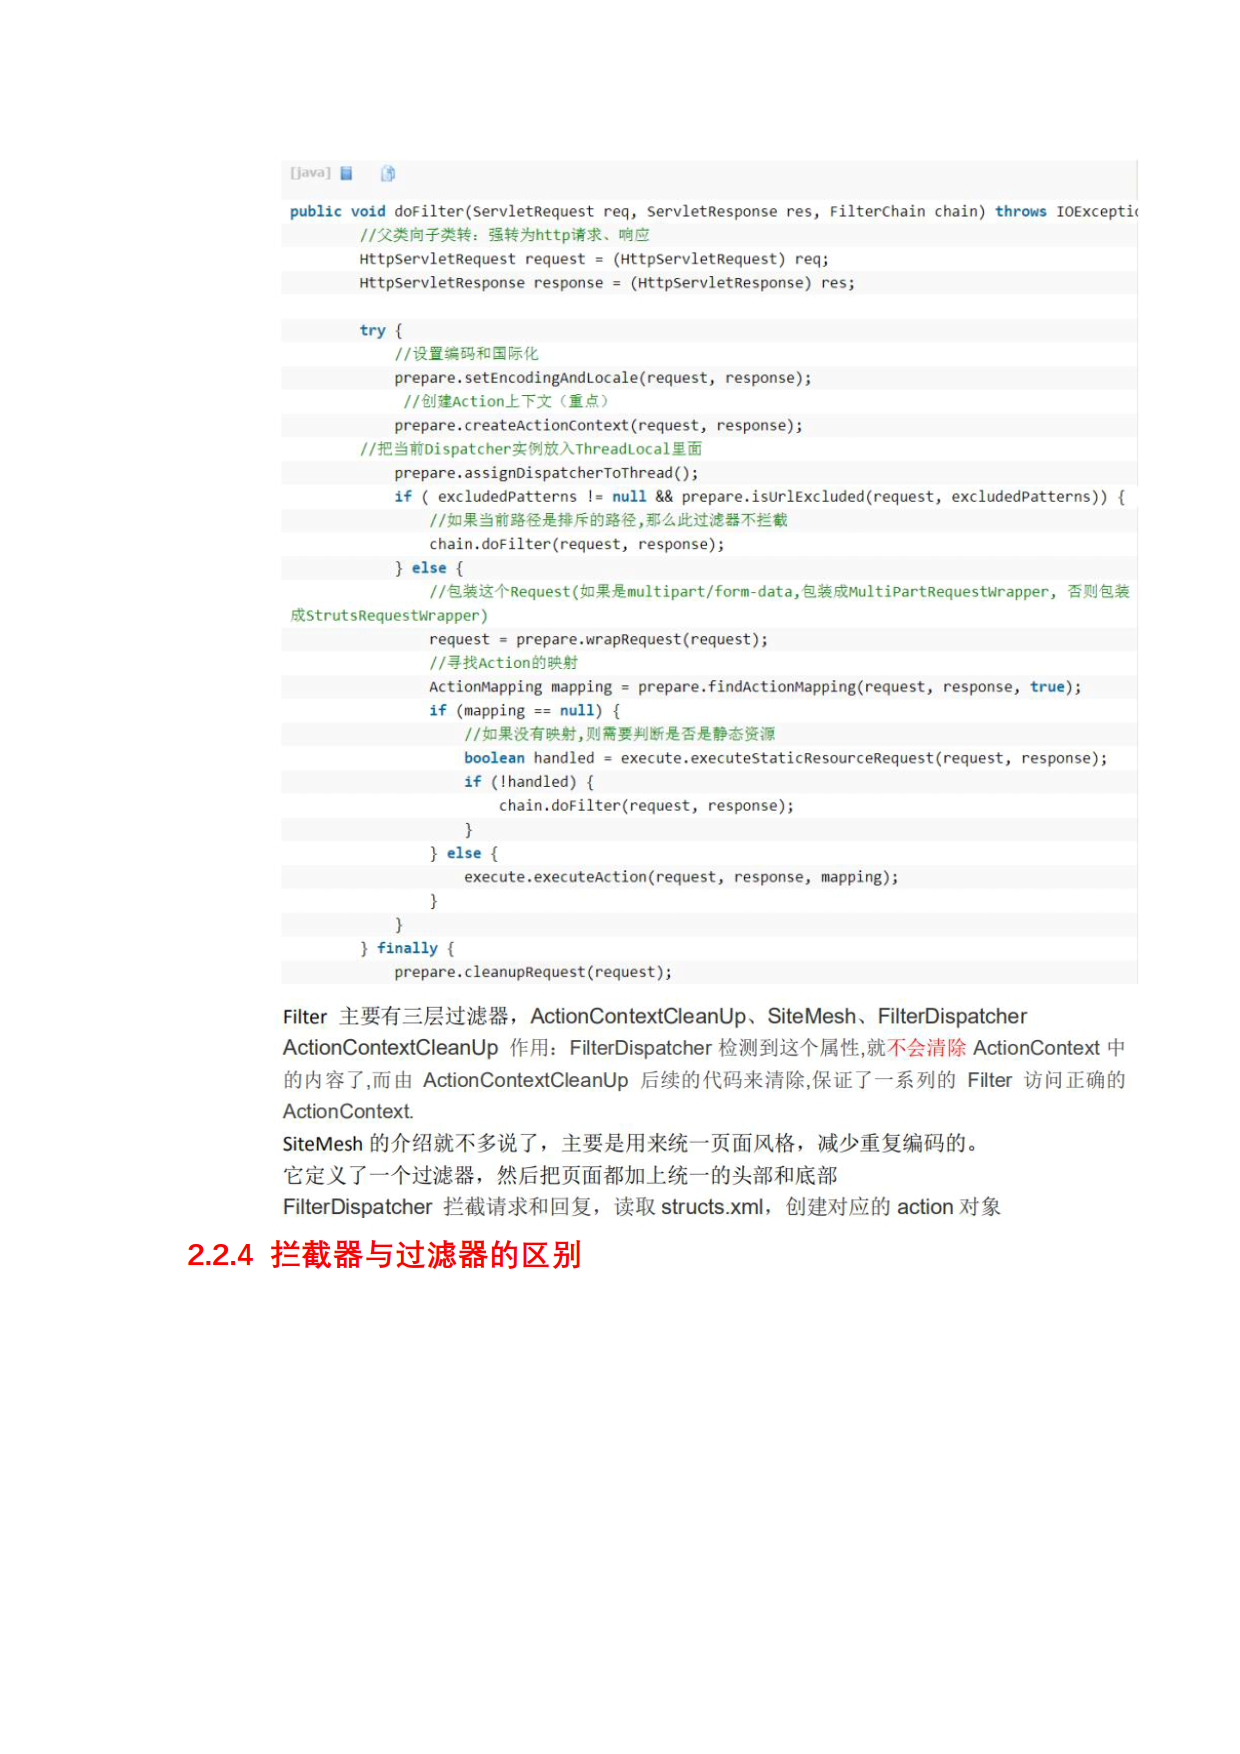 [java]
public void doFilter(ServletRequest req, ServletResponse res, FilterChain chain) throws IOExceptio
//父类向子类转：强转为http请求、响应
HttpServletRequest request = (HttpServletRequest) req;
HttpServletResponse response = (HttpServletResponse) res;
try {
//设置编码和国际化
prepare.setEncodingAndLocale(request, response);
//创建Action上下文（重点）
prepare.createActionContext(request, response);
//把当前Dispatcher实例放入ThreadLocal里面
prepare.assignDispatcherToThread();
if ( excludedPatterns != null && prepare.isUrlExcluded(request, excludedPatterns)) {
//如果当前路径是排斥的路径,那么此过滤器不拦截
chain.doFilter(request, response);
} else {
//包装这个Request(如果是multipart/form-data,包装成MultiPartRequestWrapper, 否则包装
成StrutsRequestWrapper)
request = prepare.wrapRequest(request);
//寻找Action的映射
ActionMapping mapping = prepare.findActionMapping(request, response, true);
if (mapping == null) {
//如果没有映射,则需要判断是否是静态资源
boolean handled = execute.executeStaticResourceRequest(request, response);
if (!handled) {
chain.doFilter(request, response);
}
} else {
execute.executeAction(request, response, mapping);
}
}
} finally {
prepare.cleanupRequest(request);
Filter 主要有三层过滤器，ActionContextCleanUp、SiteMesh、FilterDispatcher
ActionContextCleanUp 作用：FilterDispatcher 检测到这个属性,就不会清除 ActionContext 中
的内容了,而由 ActionContextCleanUp 后续的代码来清除,保证了一系列的 Filter 访问正确的
ActionContext.
SiteMesh 的介绍就不多说了，主要是用来统一页面风格，减少重复编码的。
它定义了一个过滤器，然后把页面都加上统一的头部和底部
FilterDispatcher 拦截请求和回复，读取 structs.xml，创建对应的 action 对象
2.2.4 拦截器与过滤器的区别